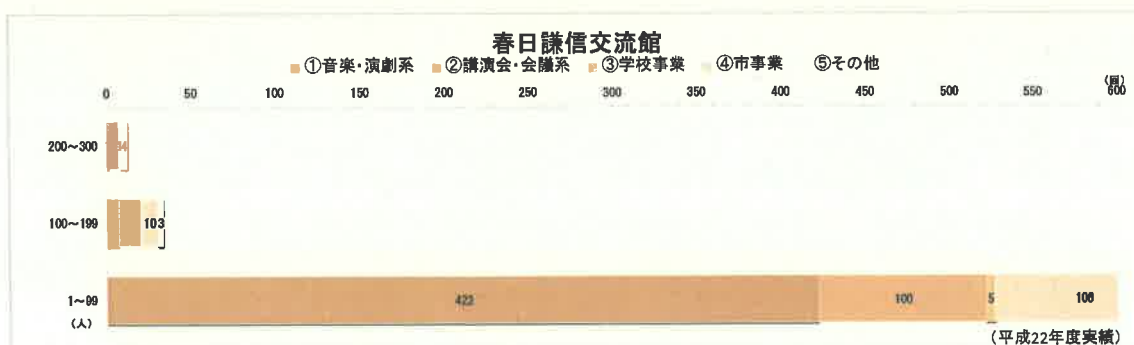 春日謙信交流館
①音楽・演劇系 ②講演会・会議系 ③学校事業 ④市事業 ⑤その他
(回)
0 50 100 150 200 250 300 350 400 450 500 550 600
200～300
100～199 103
1～99 423 100 5 106
(人)
(平成22年度実績)